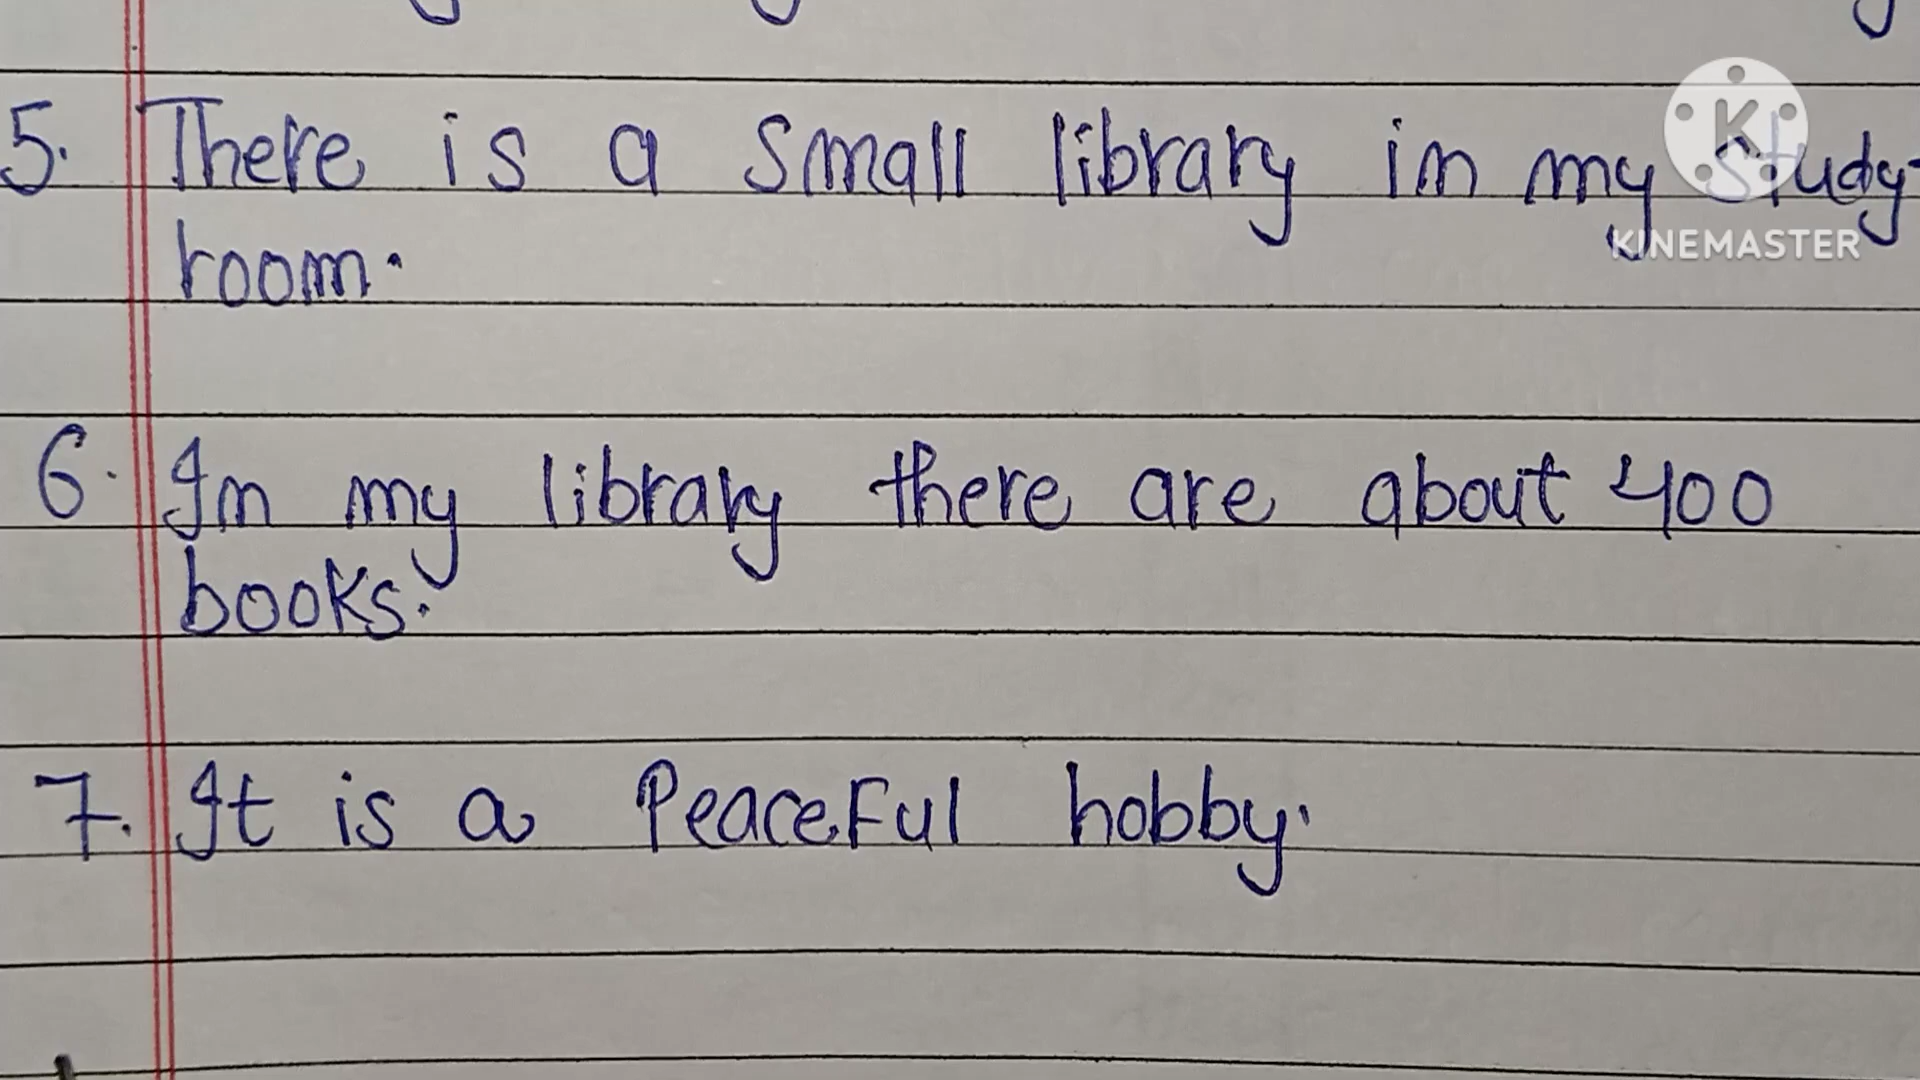 5. There is a small library in my study-
K
KINEMASTER
room.
6. In my library there are about 400
books.
7. It is a PeaceFul hobby.